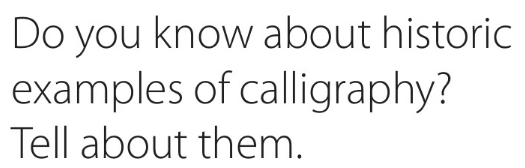 Do you know about historic
examples of calligraphy?
Tell about them.